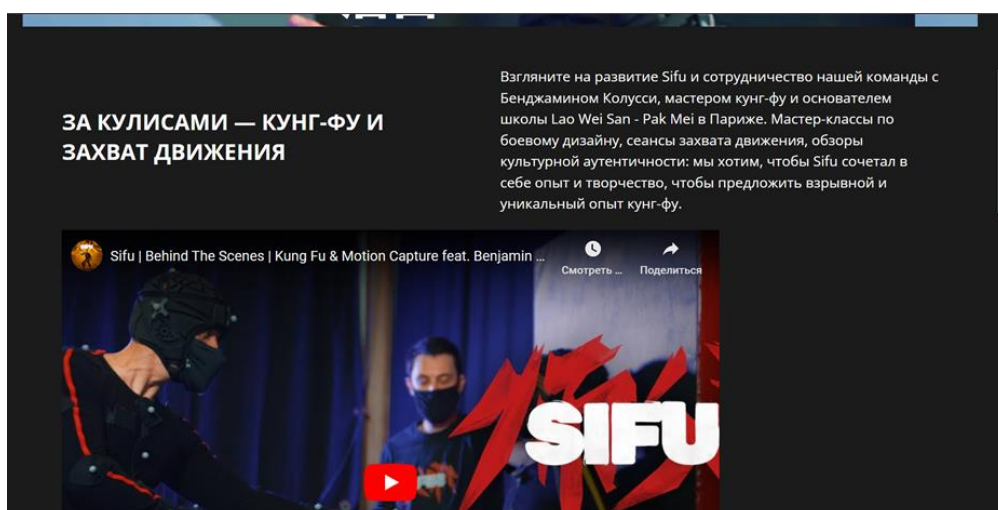 ЗА КУЛИСАМИ — КУНГ-ФУ И
ЗАХВАТ ДВИЖЕНИЯ
Взгляните на развитие Sifu и сотрудничество нашей команды с
Бенджамином Колусси, мастером кунг-фу и основателем
школы Lao Wei San - Pak Mei в Париже. Мастер-классы по
боевому дизайну, сеансы захвата движения, обзоры
культурной аутентичности: мы хотим, чтобы Sifu сочетал в
себе опыт и творчество, чтобы предложить взрывной и
уникальный опыт кунг-фу.
Sifu | Behind The Scenes | Kung Fu & Motion Capture feat. Benjamin ...
Смотреть ...
Поделиться
SIFU